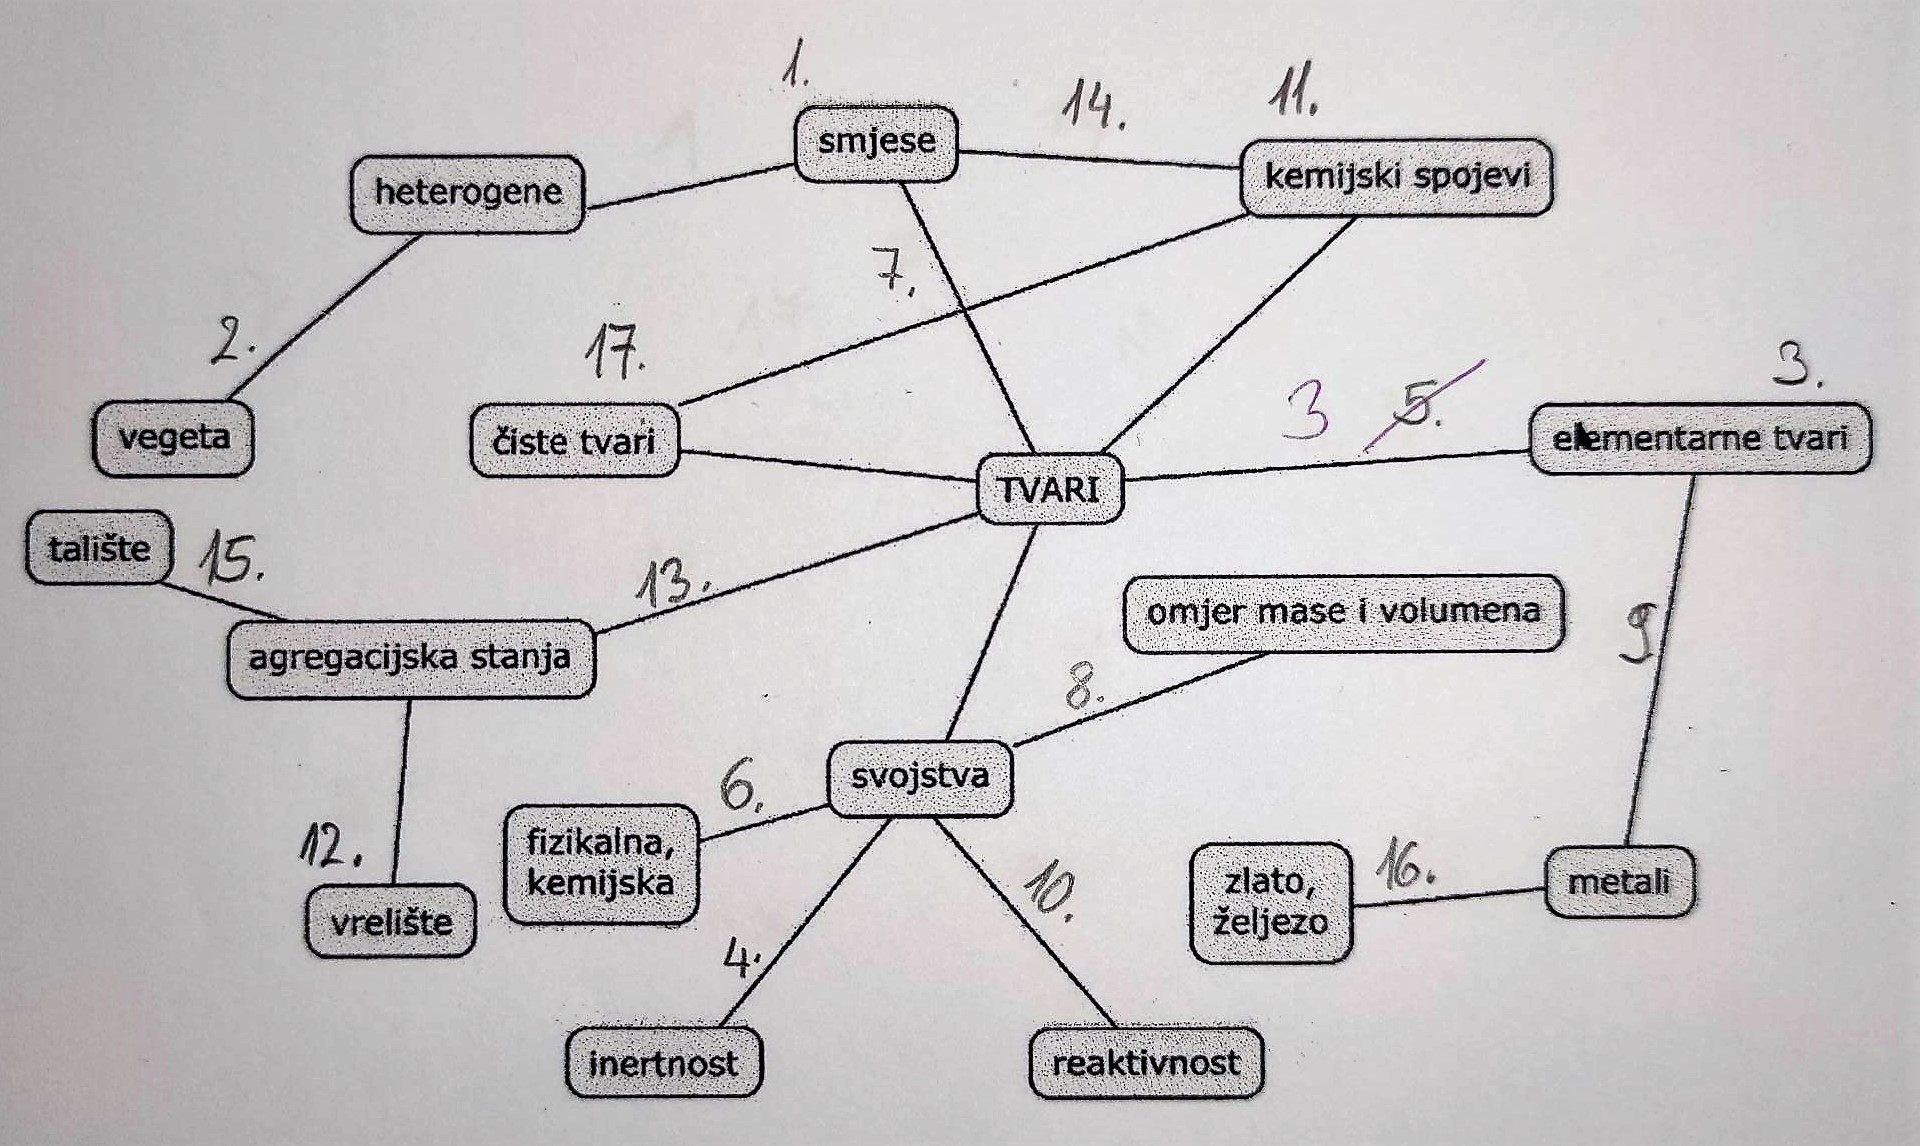 1.
14.
11.
smjese
kemijski spojevi
heterogene
7.
2.
17.
3 5.
3.
vegeta
čiste tvari
elementarne tvari
TVARI
talište
15.
13.
omjer mase i volumena
agregacijska stanja
9
8.
svojstva
6.
12.
fizikalna,
kemijska
10.
zlato,
željezo
16.
metali
vrelište
4.
inertnost
reaktivnost